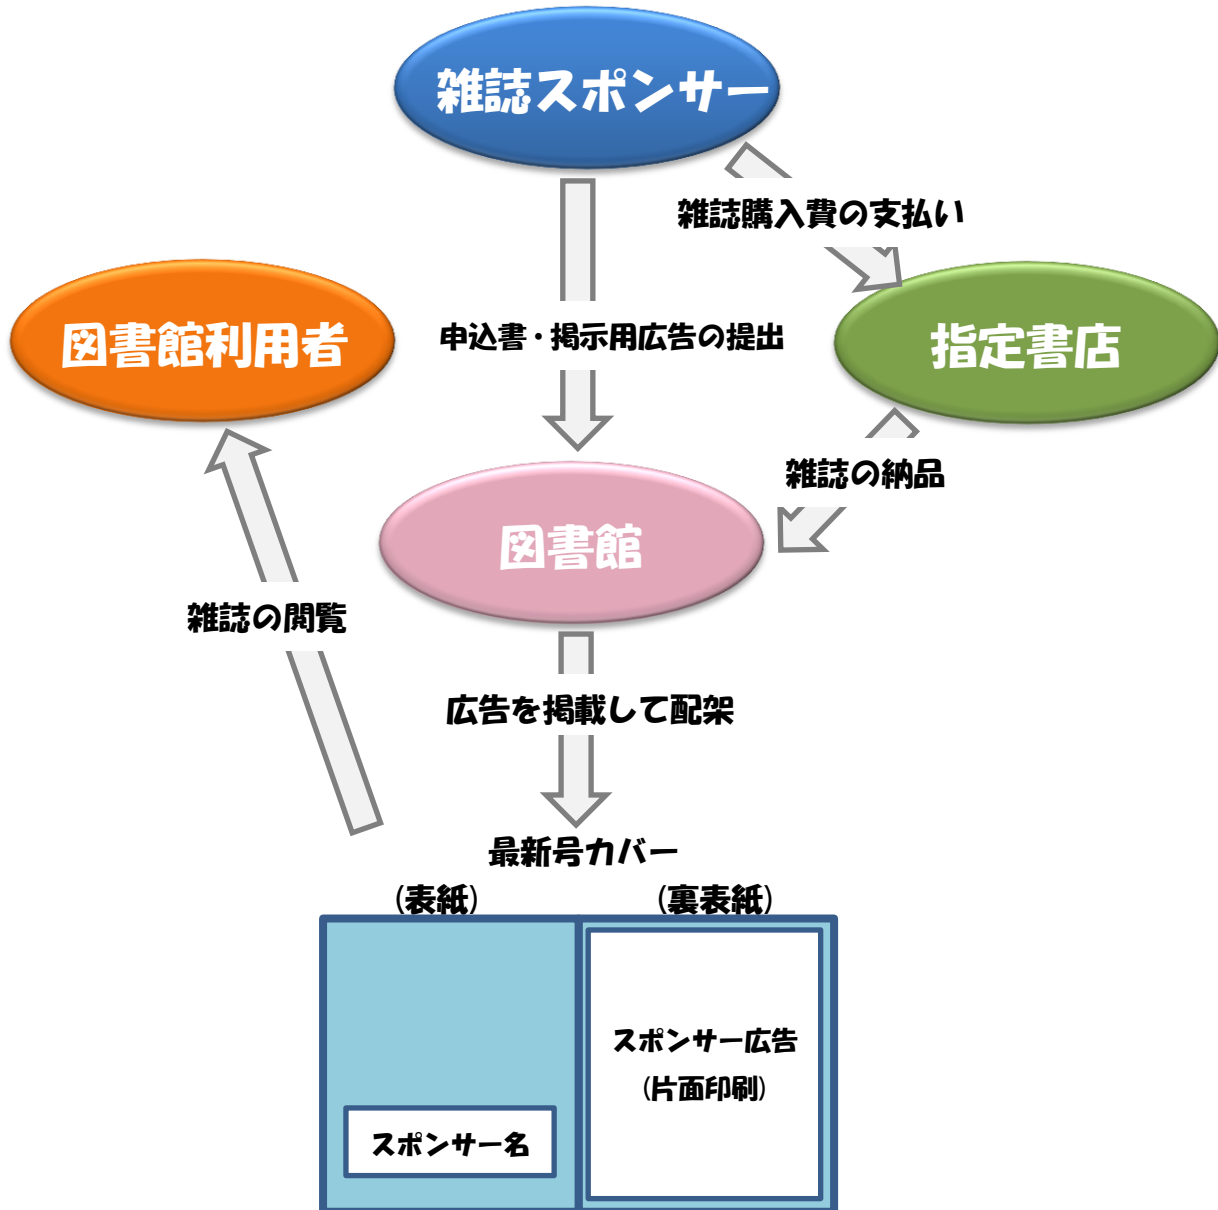 雑誌スポンサー
雑誌購入費の支払い
図書館利用者
申込書・掲示用広告の提出
指定書店
雑誌の納品
図書館
雑誌の閲覧
広告を掲載して配架
最新号カバー
(表紙)
(裏表紙)
スポンサー広告
(片面印刷)
スポンサー名